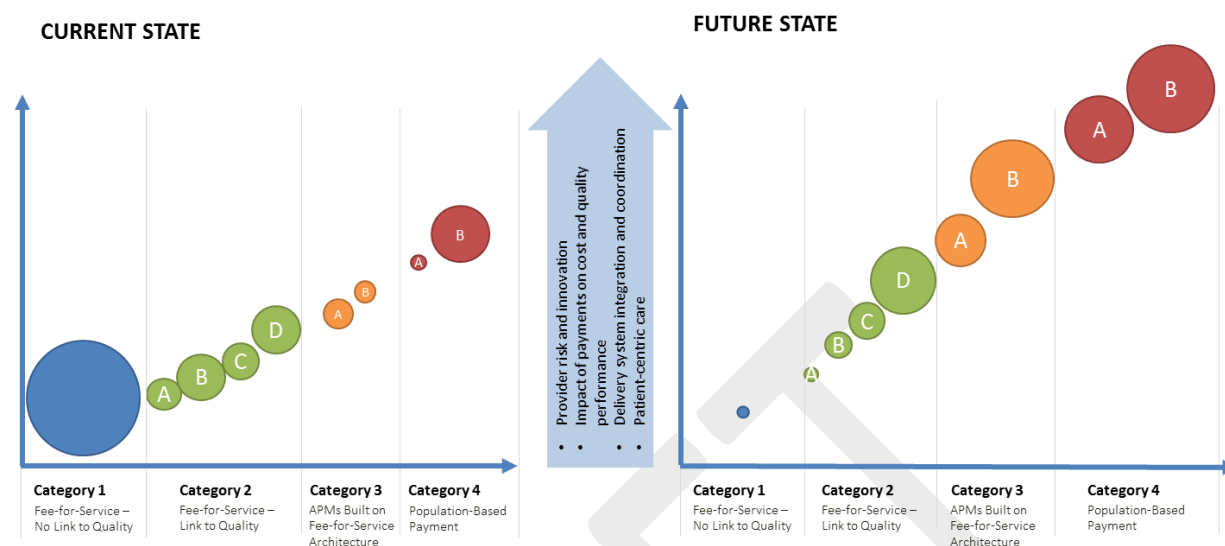 CURRENT STATE
A
B
C
D
A
B
A
B
Category 1
Fee-for-Service –
No Link to Quality
Category 2
Fee-for-Service –
Link to Quality
Category 3
APMs Built on
Fee-for-Service
Architecture
Category 4
Population-Based
Payment
• Provider risk and innovation
• Impact of payments on cost and quality
performance
• Delivery system integration and coordination
• Patient-centric care
FUTURE STATE
A
B
C
D
A
B
A
B
Category 1
Fee-for-Service –
No Link to Quality
Category 2
Fee-for-Service –
Link to Quality
Category 3
APMs Built on
Fee-for-Service
Architecture
Category 4
Population-Based
Payment